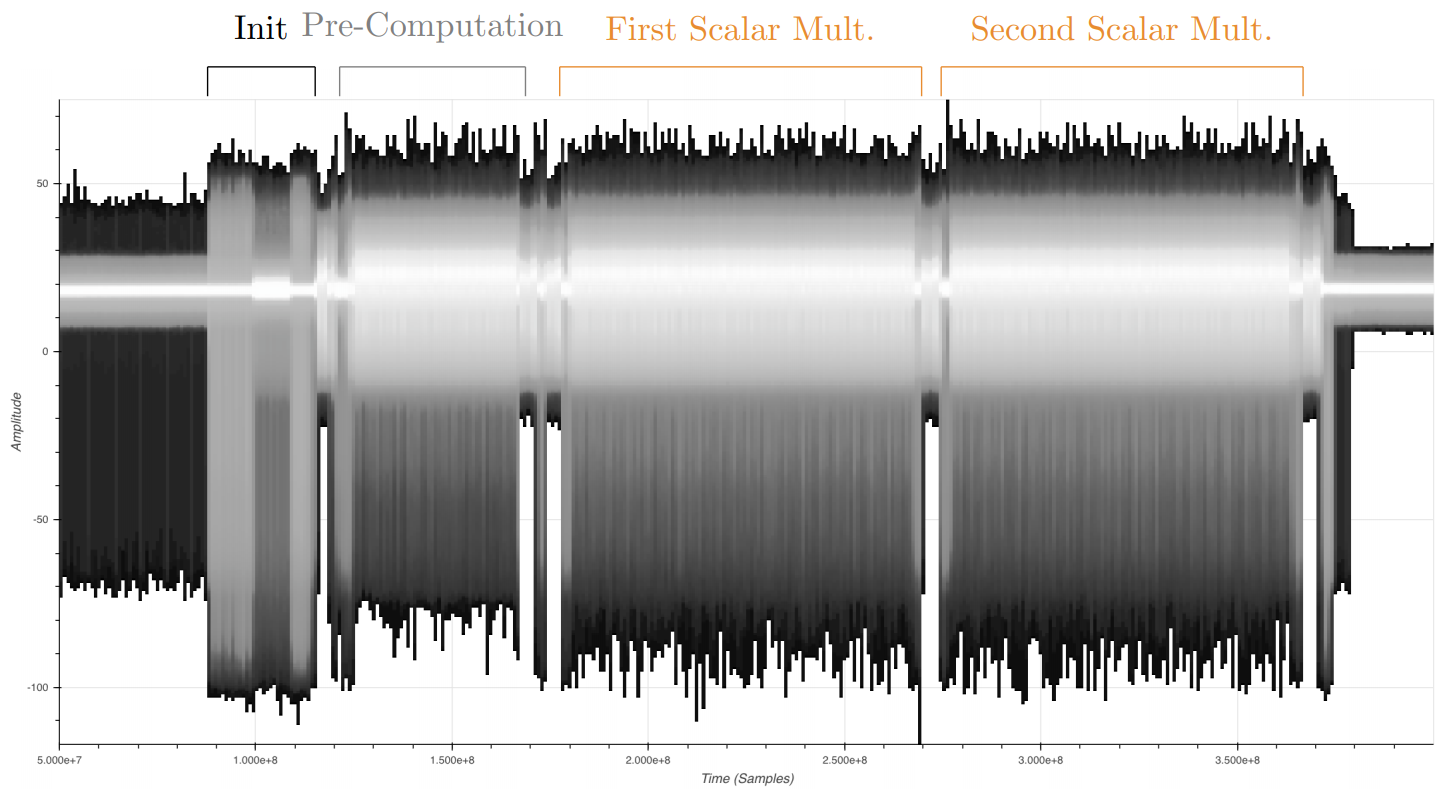 Init Pre-Computation First Scalar Mult. Second Scalar Mult.
50
0
-50
-100
Amplitude
5.000e+7 1.000e+8 1.500e+8 2.000e+8 2.500e+8 3.000e+8 3.500e+8
Time (Samples)